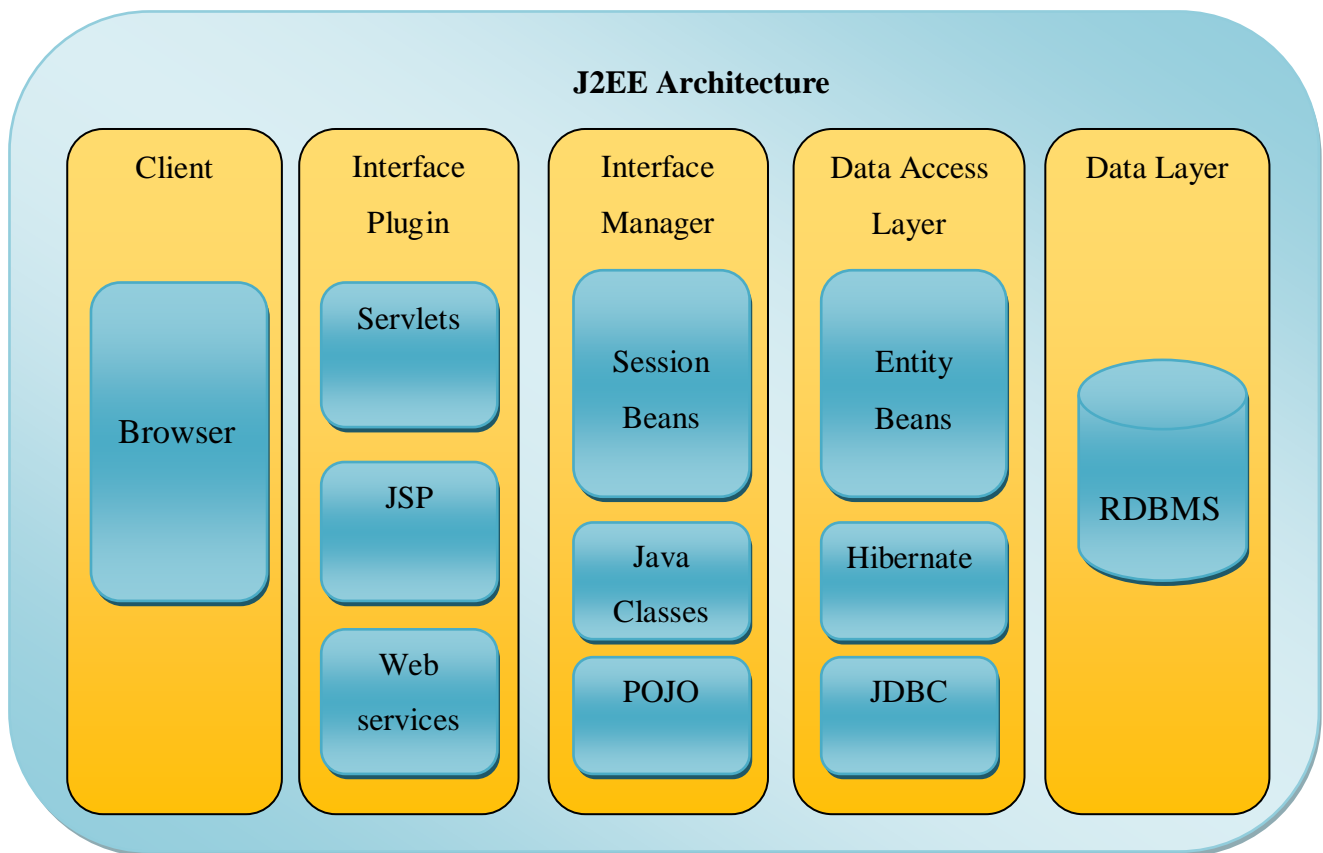 J2EE Architecture
Client
Browser
Interface
Plugin
Servlets
JSP
Web
services
Interface
Manager
Session
Beans
Java
Classes
POJO
Data Access
Layer
Entity
Beans
Hibernate
JDBC
Data Layer
RDBMS